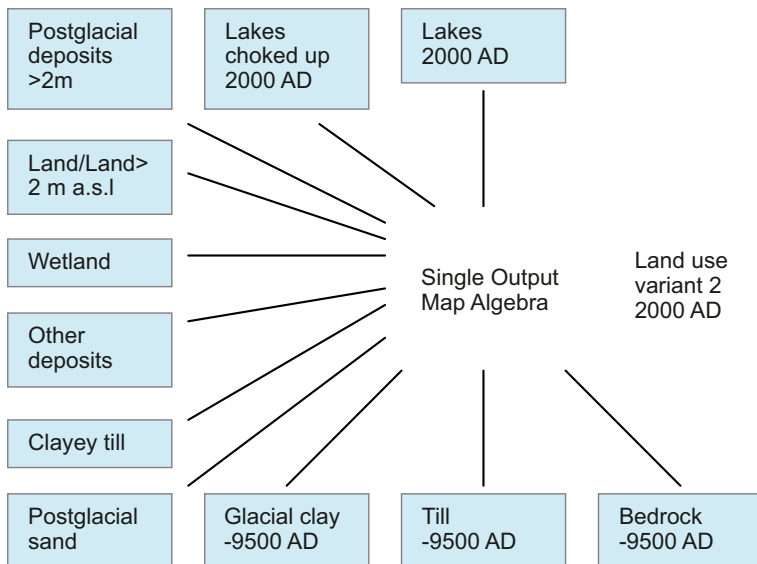 Postglacial
deposits
>2m
Lakes
choked up
2000 AD
Lakes
2000 AD
Land/Land>
2 m a.s.l
Wetland
Other
deposits
Clayey till
Single Output
Map Algebra
Land use
variant 2
2000 AD
Postglacial
sand
Glacial clay
-9500 AD
Till
-9500 AD
Bedrock
-9500 AD